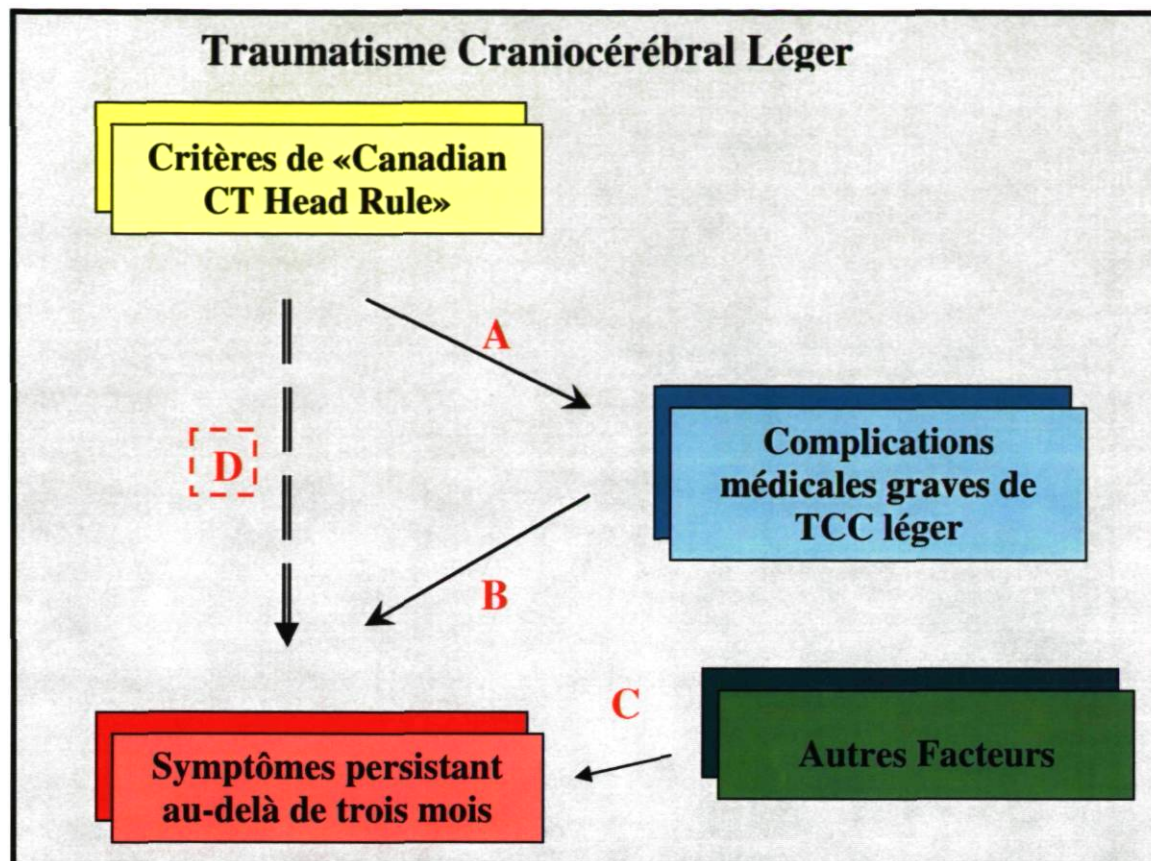 Traumatisme Craniocérébral Léger
Critères de «Canadian
CT Head Rule»
A
D
Complications
médicales graves de
TCC léger
B
C
Autres Facteurs
Symptômes persistant
au-delà de trois mois